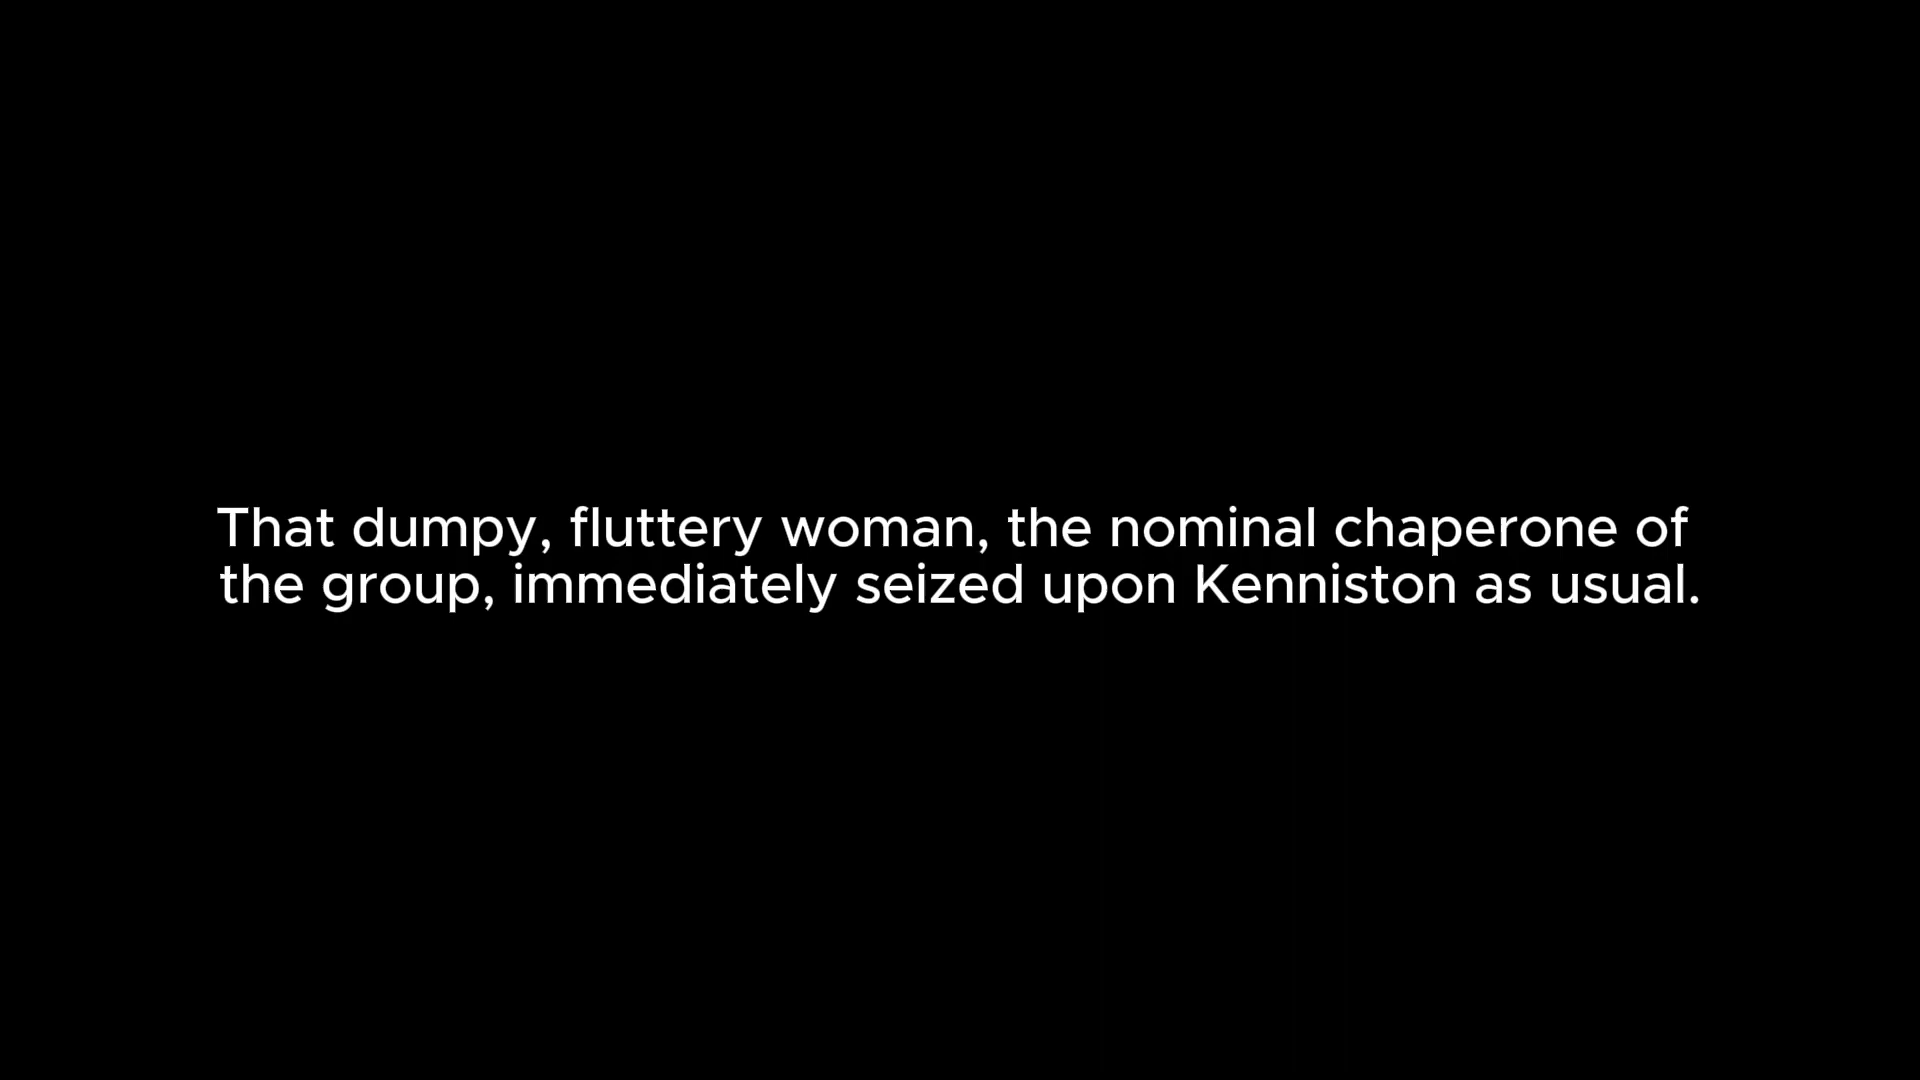 That dumpy, fluttery woman, the nominal chaperone of
the group, immediately seized upon Kenniston as usual.